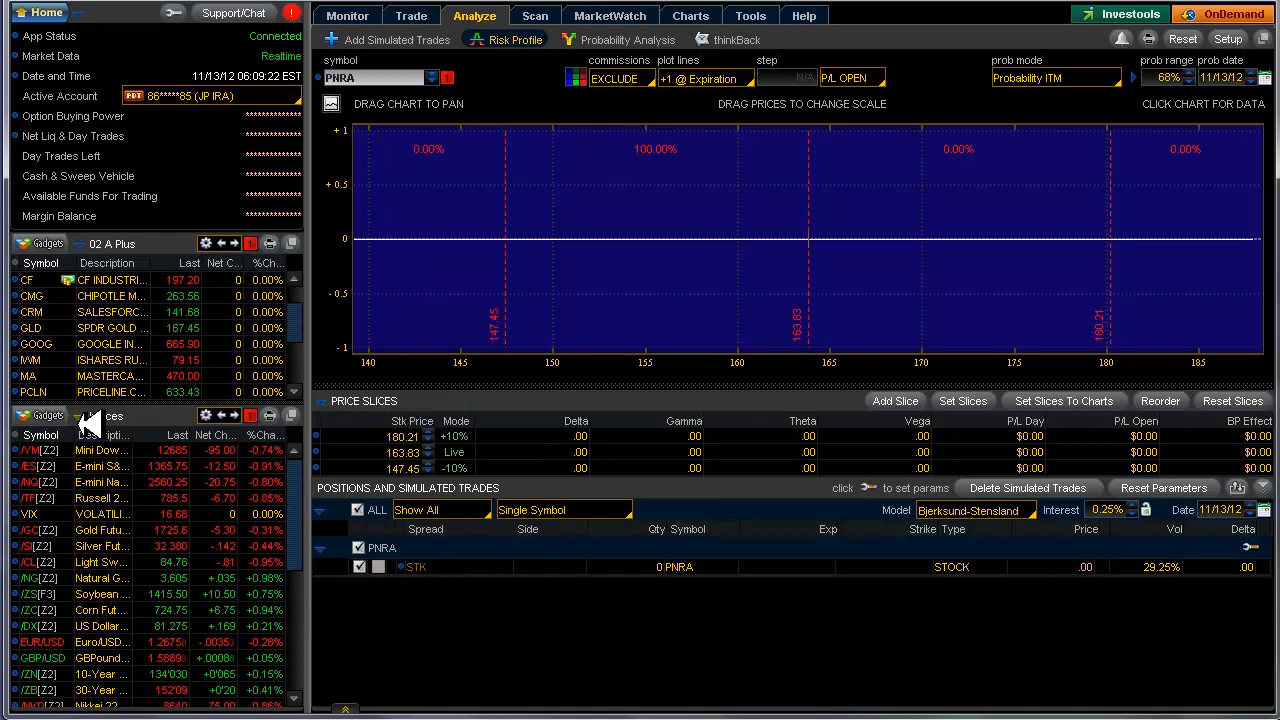 Home Support/Chat !
App Status Connected
Market Data Realtime
Date and Time 11/13/12 06:09:22 EST
Active Account PDT 86*****85 (JP IRA)
Option Buying Power **************
Net Liq & Day Trades **************
Day Trades Left **************
Cash & Sweep Vehicle **************
Available Funds For Trading **************
Margin Balance **************
Gadgets 02 A Plus 1
Symbol Description Last Net C... %Cha...
CF CF INDUSTRI... 197.20 0 0.00%
CMG CHIPOTLE M... 263.56 0 0.00%
CRM SALESFORC... 141.68 0 0.00%
GLD SPDR GOLD ... 167.45 0 0.00%
GOOG GOOGLE IN... 665.90 0 0.00%
IWM ISHARES RU... 79.15 0 0.00%
MA MASTERCA... 470.00 0 0.00%
PCLN PRICELINE.C... 633.43 0 0.00%
Gadgets 1
Symbol Last Net Ch... %Cha...
/YM[Z2] Mini Dow... 12685 -95.00 -0.74%
/ES[Z2] E-mini S&... 1365.75 -12.50 -0.91%
/NQ[Z2] E-mini Na... 2560.25 -20.75 -0.80%
/TF[Z2] Russell 2... 785.5 -6.70 -0.85%
VIX VOLATILI... 16.68 0 0.00%
/GC[Z2] Gold Futu... 1725.6 -5.30 -0.31%
/SI[Z2] Silver Fut... 32.380 -.142 -0.44%
/CL[Z2] Light Sw... 84.76 -.81 -0.95%
/NG[Z2] Natural G... 3.605 +.035 +0.98%
/ZS[F3] Soybean ... 1415.50 +10.50 +0.75%
/ZC[Z2] Corn Fut... 724.75 +6.75 +0.94%
/DX[Z2] US Dollar... 81.275 +.169 +0.21%
EUR/USD Euro/USD... 1.2675 -.0035 -0.28%
GBP/USD GBPound... 1.5889 +.0008 +0.05%
/ZN[Z2] 10-Year ... 134'030 +0'065 +0.15%
/ZB[Z2] 30-Year ... 152'09 +0'20 +0.41%
/NKD[Z2] Nikkei 22... 8640 75.00 0.86%
Monitor Trade Analyze Scan MarketWatch Charts Tools Help Investools OnDemand
Add Simulated Trades Risk Profile Probability Analysis thinkBack Reset Setup
symbol commissions plot lines step prob mode prob range prob date
PNRA 1 EXCLUDE +1 @ Expiration N/A P/L OPEN Probability ITM 68% 11/13/12
DRAG CHART TO PAN DRAG PRICES TO CHANGE SCALE CLICK CHART FOR DATA
+ 1
0.00% 100.00% 0.00% 0.00%
+ 0.5
0
- 0.5
147.45 163.83 180.21
- 1
140 145 150 155 160 165 170 175 180 185
PRICE SLICES Add Slice Set Slices Set Slices To Charts Reorder Reset Slices
Stk Price Mode Delta Gamma Theta Vega P/L Day P/L Open BP Effect
180.21 +10% .00 .00 .00 .00 $0.00 $0.00 $0.00
163.83 Live .00 .00 .00 .00 $0.00 $0.00 $0.00
147.45 -10% .00 .00 .00 .00 $0.00 $0.00 $0.00
POSITIONS AND SIMULATED TRADES click to set params Delete Simulated Trades Reset Parameters
ALL Show All Single Symbol Model Bjerksund-Stensland Interest 0.25% Date 11/13/12
Spread Side Qty Symbol Exp Strike Type Price Vol Delta
PNRA
STK 0 PNRA STOCK .00 29.25% .00